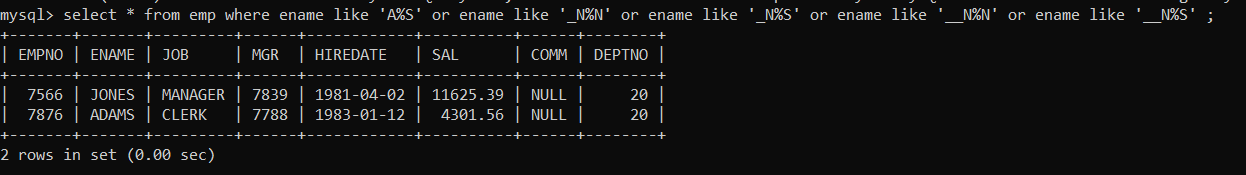 mysql> select * from emp where ename like 'A%S' or ename like '_N%N' or ename like '_N%S' or ename like '__N%N' or ename like '__N%S' ;
+-------+-------+---------+------+------------+----------+------+--------+
| EMPNO | ENAME | JOB     | MGR  | HIREDATE   | SAL      | COMM | DEPTNO |
+-------+-------+---------+------+------------+----------+------+--------+
|  7566 | JONES | MANAGER | 7839 | 1981-04-02 | 11625.39 | NULL |     20 |
|  7876 | ADAMS | CLERK   | 7788 | 1983-01-12 |  4301.56 | NULL |     20 |
+-------+-------+---------+------+------------+----------+------+--------+
2 rows in set (0.00 sec)